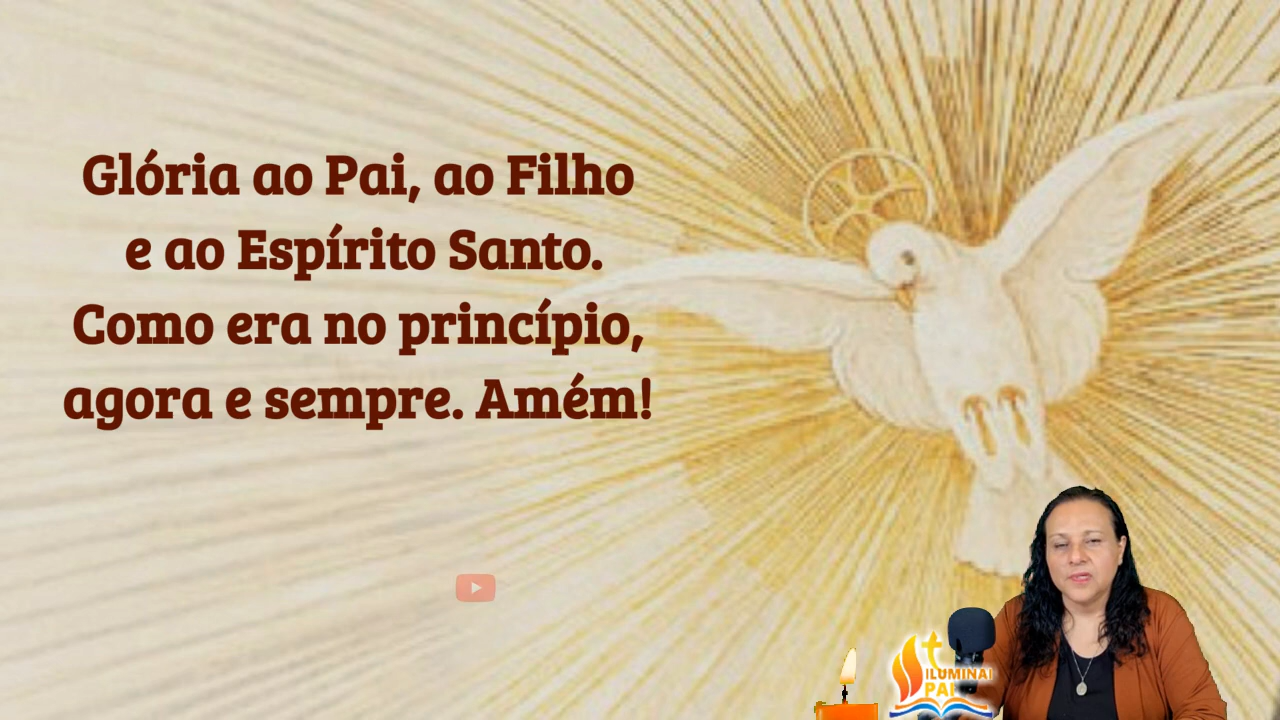 Glória ao Pai, ao Filho
e ao Espírito Santo.
Como era no princípio,
agora e sempre. Amém!
ILUMINAI
PAI